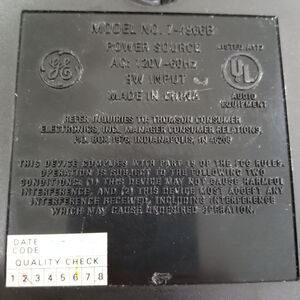 MODEL NO. 7-4956B
POWER SOURCE
AC: 120V~60Hz
3W INPUT
MADE IN CHINA
GE
LISTED
UL
AUDIO
EQUIPMENT
REFER INQUIRIES TO THOMSON CONSUMER
ELECTRONICS, INC., MANAGER CONSUMER RELATIONS,
P.O. BOX 1976, INDIANAPOLIS, IN 46206
THIS DEVICE COMPLIES WITH PART 15 OF THE FCC RULES.
OPERATION IS SUBJECT TO THE FOLLOWING TWO
CONDITIONS: (1) THIS DEVICE MAY NOT CAUSE HARMFUL
INTERFERENCE, AND (2) THIS DEVICE MUST ACCEPT ANY
INTERFERENCE RECEIVED, INCLUDING INTERFERENCE
WHICH MAY CAUSE UNDESIRED OPERATION.
DATE
CODE
QUALITY CHECK
1 2 3 4 5 6 7 8